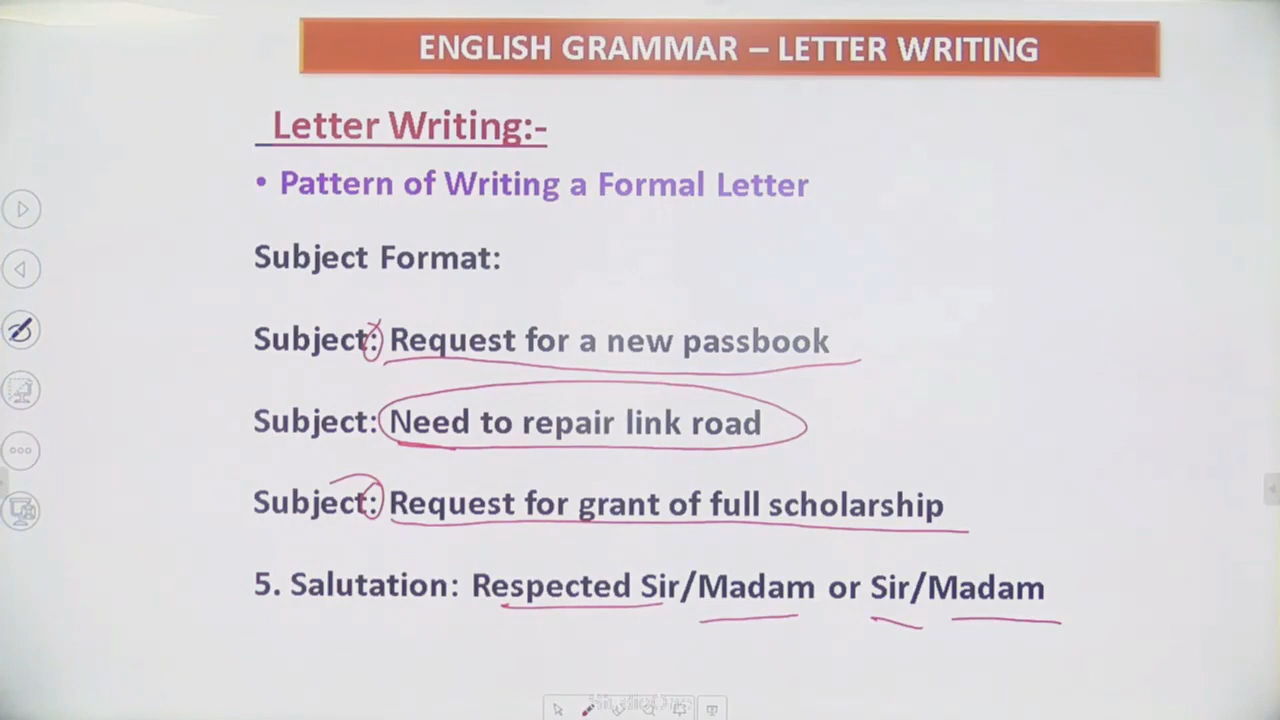 ENGLISH GRAMMAR – LETTER WRITING
Letter Writing:-
• Pattern of Writing a Formal Letter
Subject Format:
Subject: Request for a new passbook
Subject: Need to repair link road
Subject: Request for grant of full scholarship
5. Salutation: Respected Sir/Madam or Sir/Madam